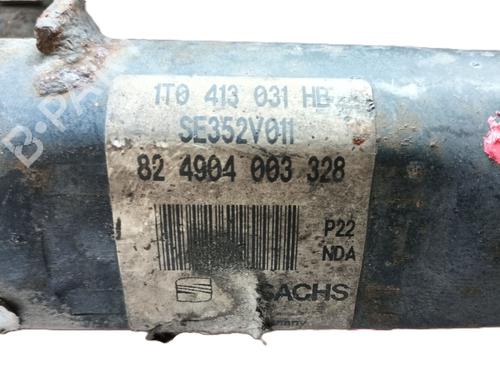 1T0 413 031 HB
SE352V011
82 4904 003 328
P22
NDA
SACHS